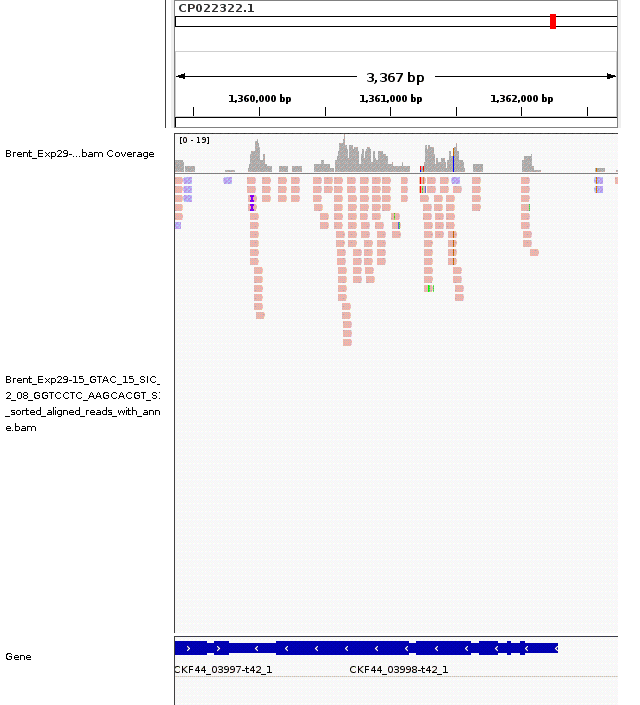 CP022322.1
3,367 bp
1,360,000 bp 1,361,000 bp 1,362,000 bp
[0 - 19]
Brent_Exp29-...bam Coverage
Brent_Exp29-15_GTAC_15_SIC_
2_08_GGTCCTC_AAGCACGT_S
_sorted_aligned_reads_with_ann
e.bam
Gene
CKF44_03997-t42_1 CKF44_03998-t42_1